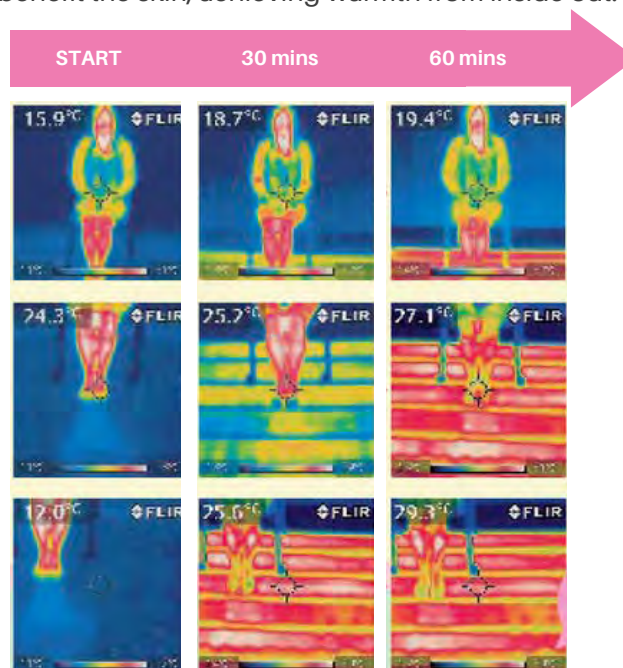 benefit the skin, achieving warmth from inside out.
START 30 mins 60 mins
15.9°C FLIR 18.7°C FLIR 19.4°C FLIR
24.3°C FLIR 25.2°C FLIR 27.1°C FLIR
12.0°C FLIR 25.6°C FLIR 29.3°C FLIR